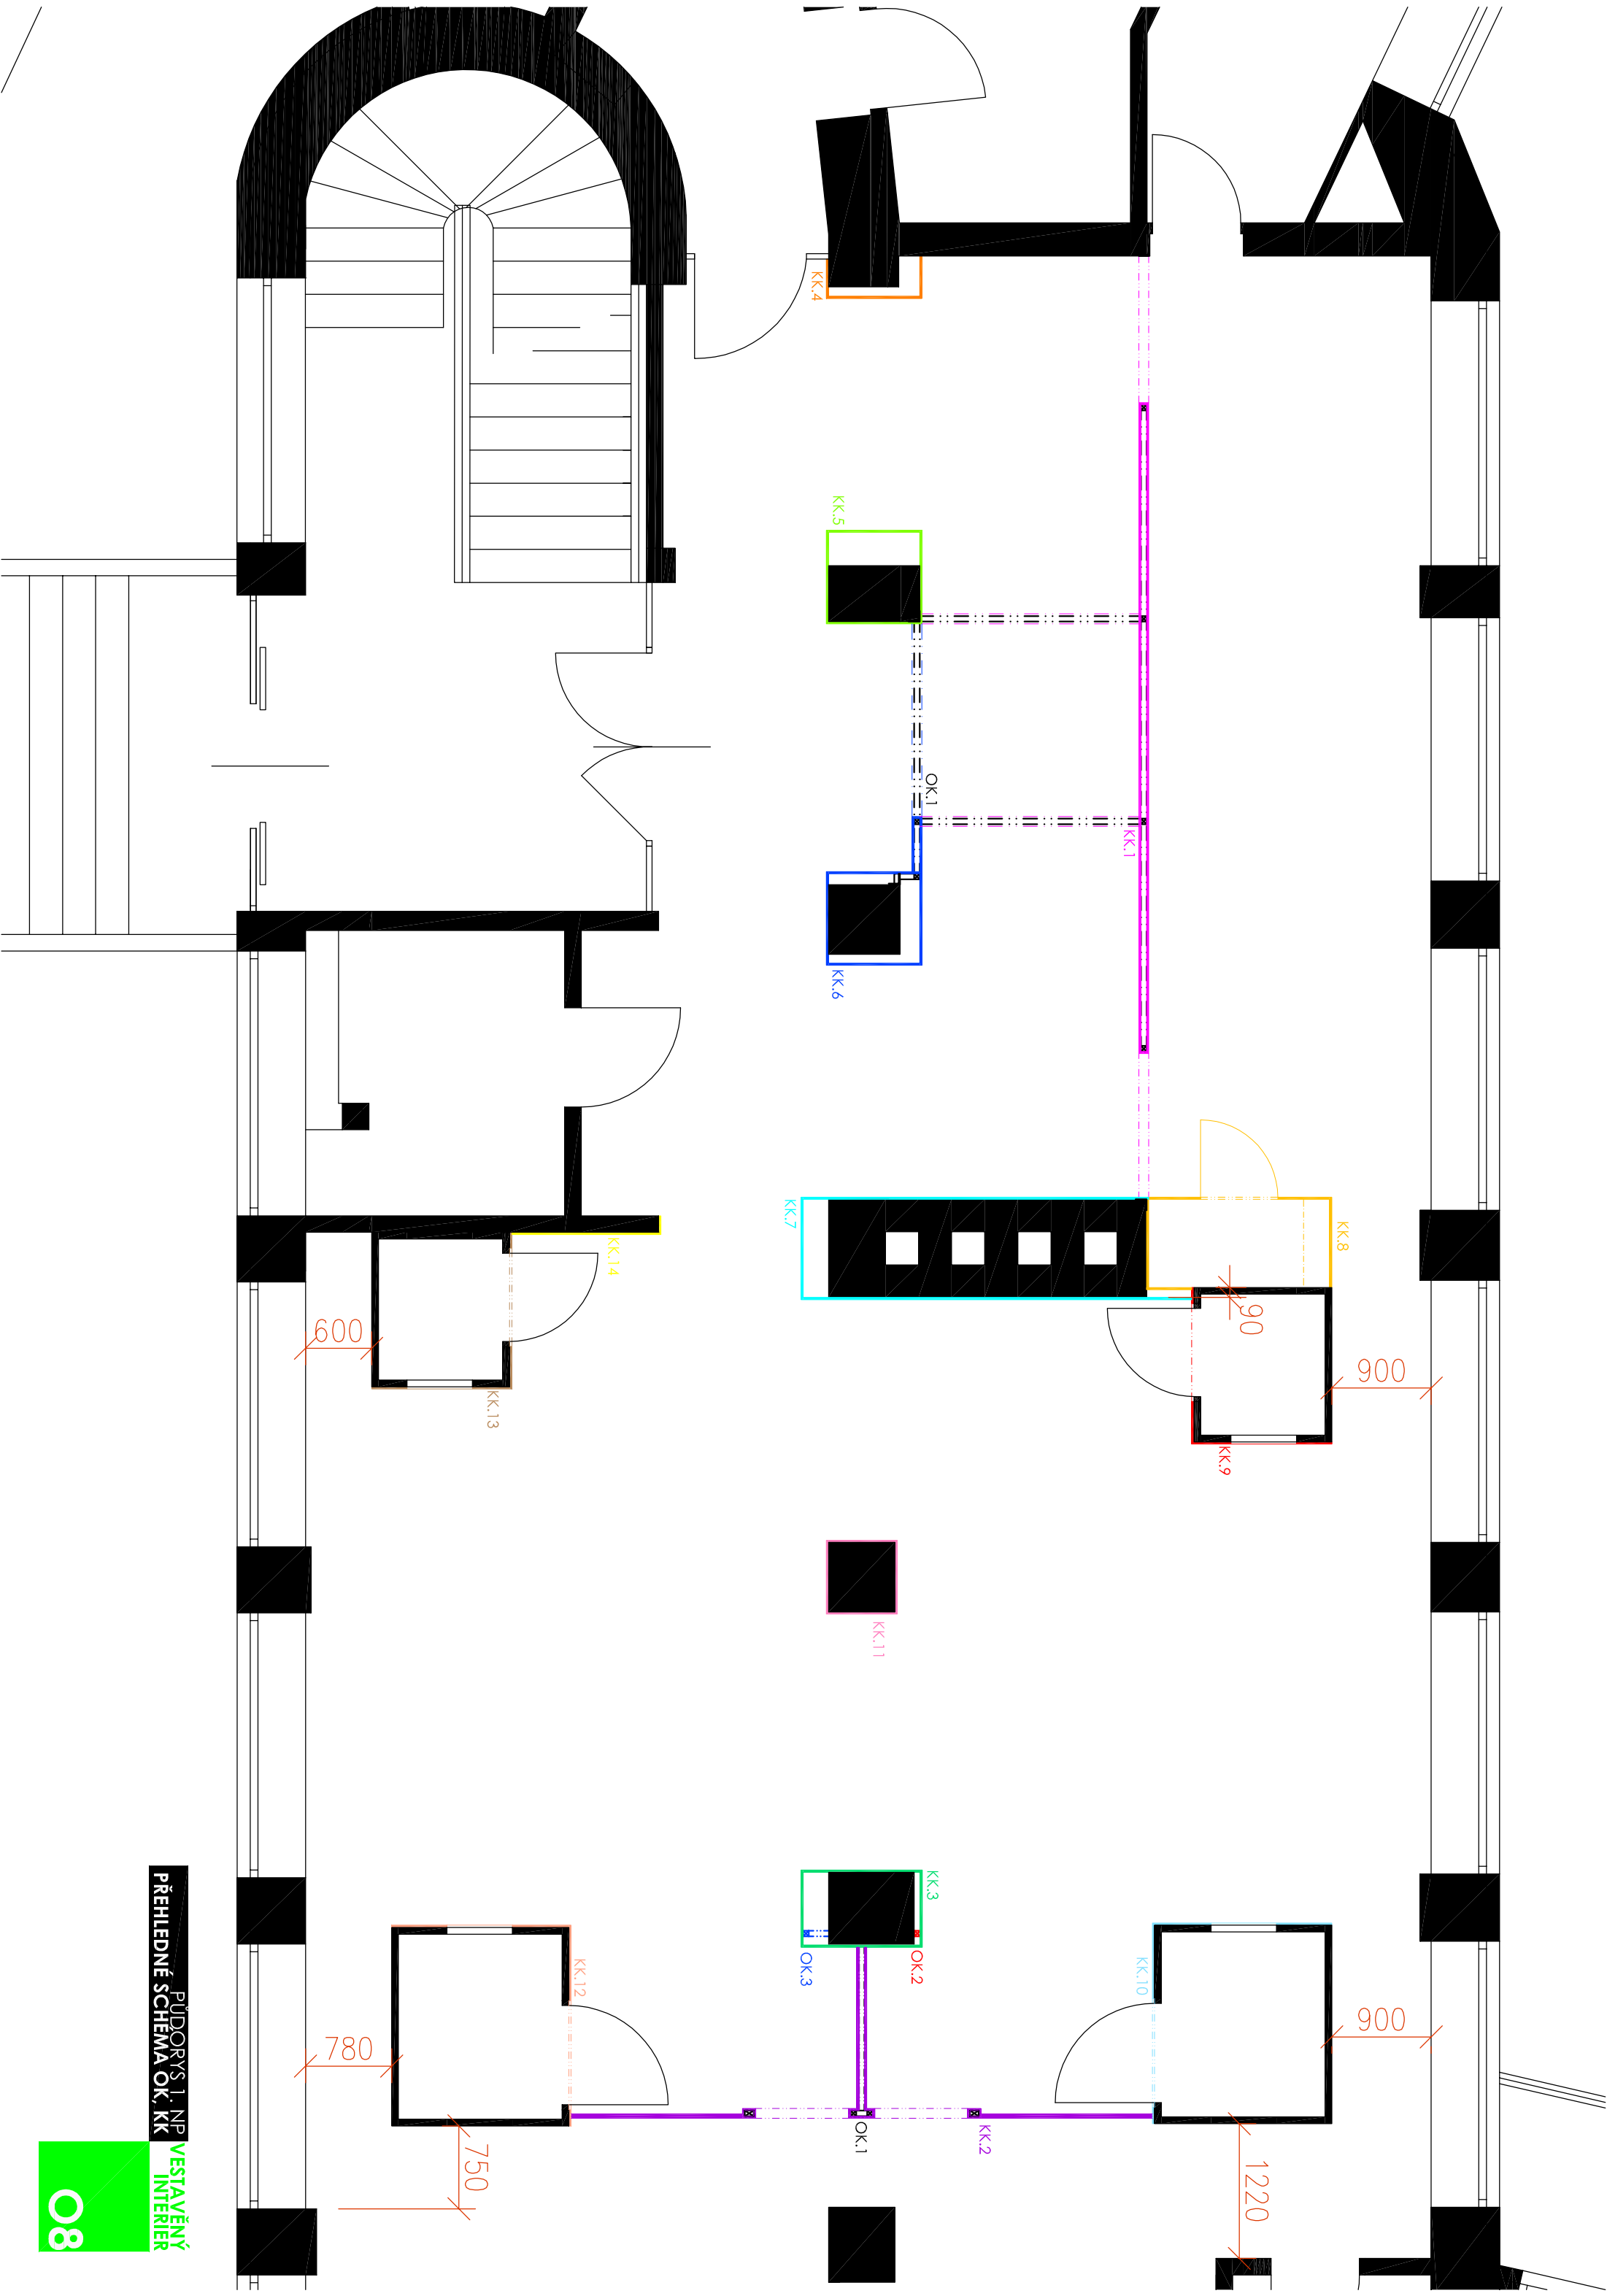 KK.4
KK.5
OK.1
KK.1
KK.6
KK.7
KK.8
KK.14
90
600
900
KK.13
KK.9
KK.11
KK.3
OK.3
OK.2
KK.12
KK.10
780
900
OK.1
KK.2
750
1220
PŮDORYS 1. NP
PŘEHLEDNÉ SCHÉMA OK, KK
VESTAVĚNÝ
INTERIÉR
08